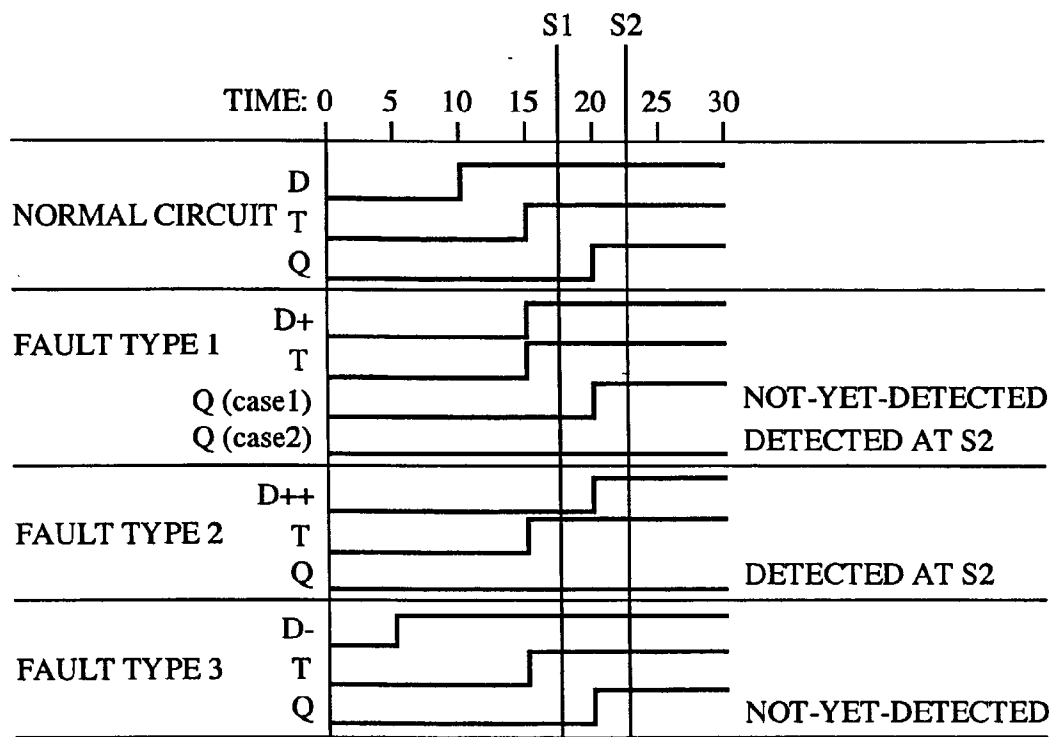 S1 S2
TIME: 0 5 10 15 20 25 30
D
NORMAL CIRCUIT T
Q
D+
FAULT TYPE 1 T
Q (case1) NOT-YET-DETECTED
Q (case2) DETECTED AT S2
D++
FAULT TYPE 2 T
Q DETECTED AT S2
D-
FAULT TYPE 3 T
Q NOT-YET-DETECTED